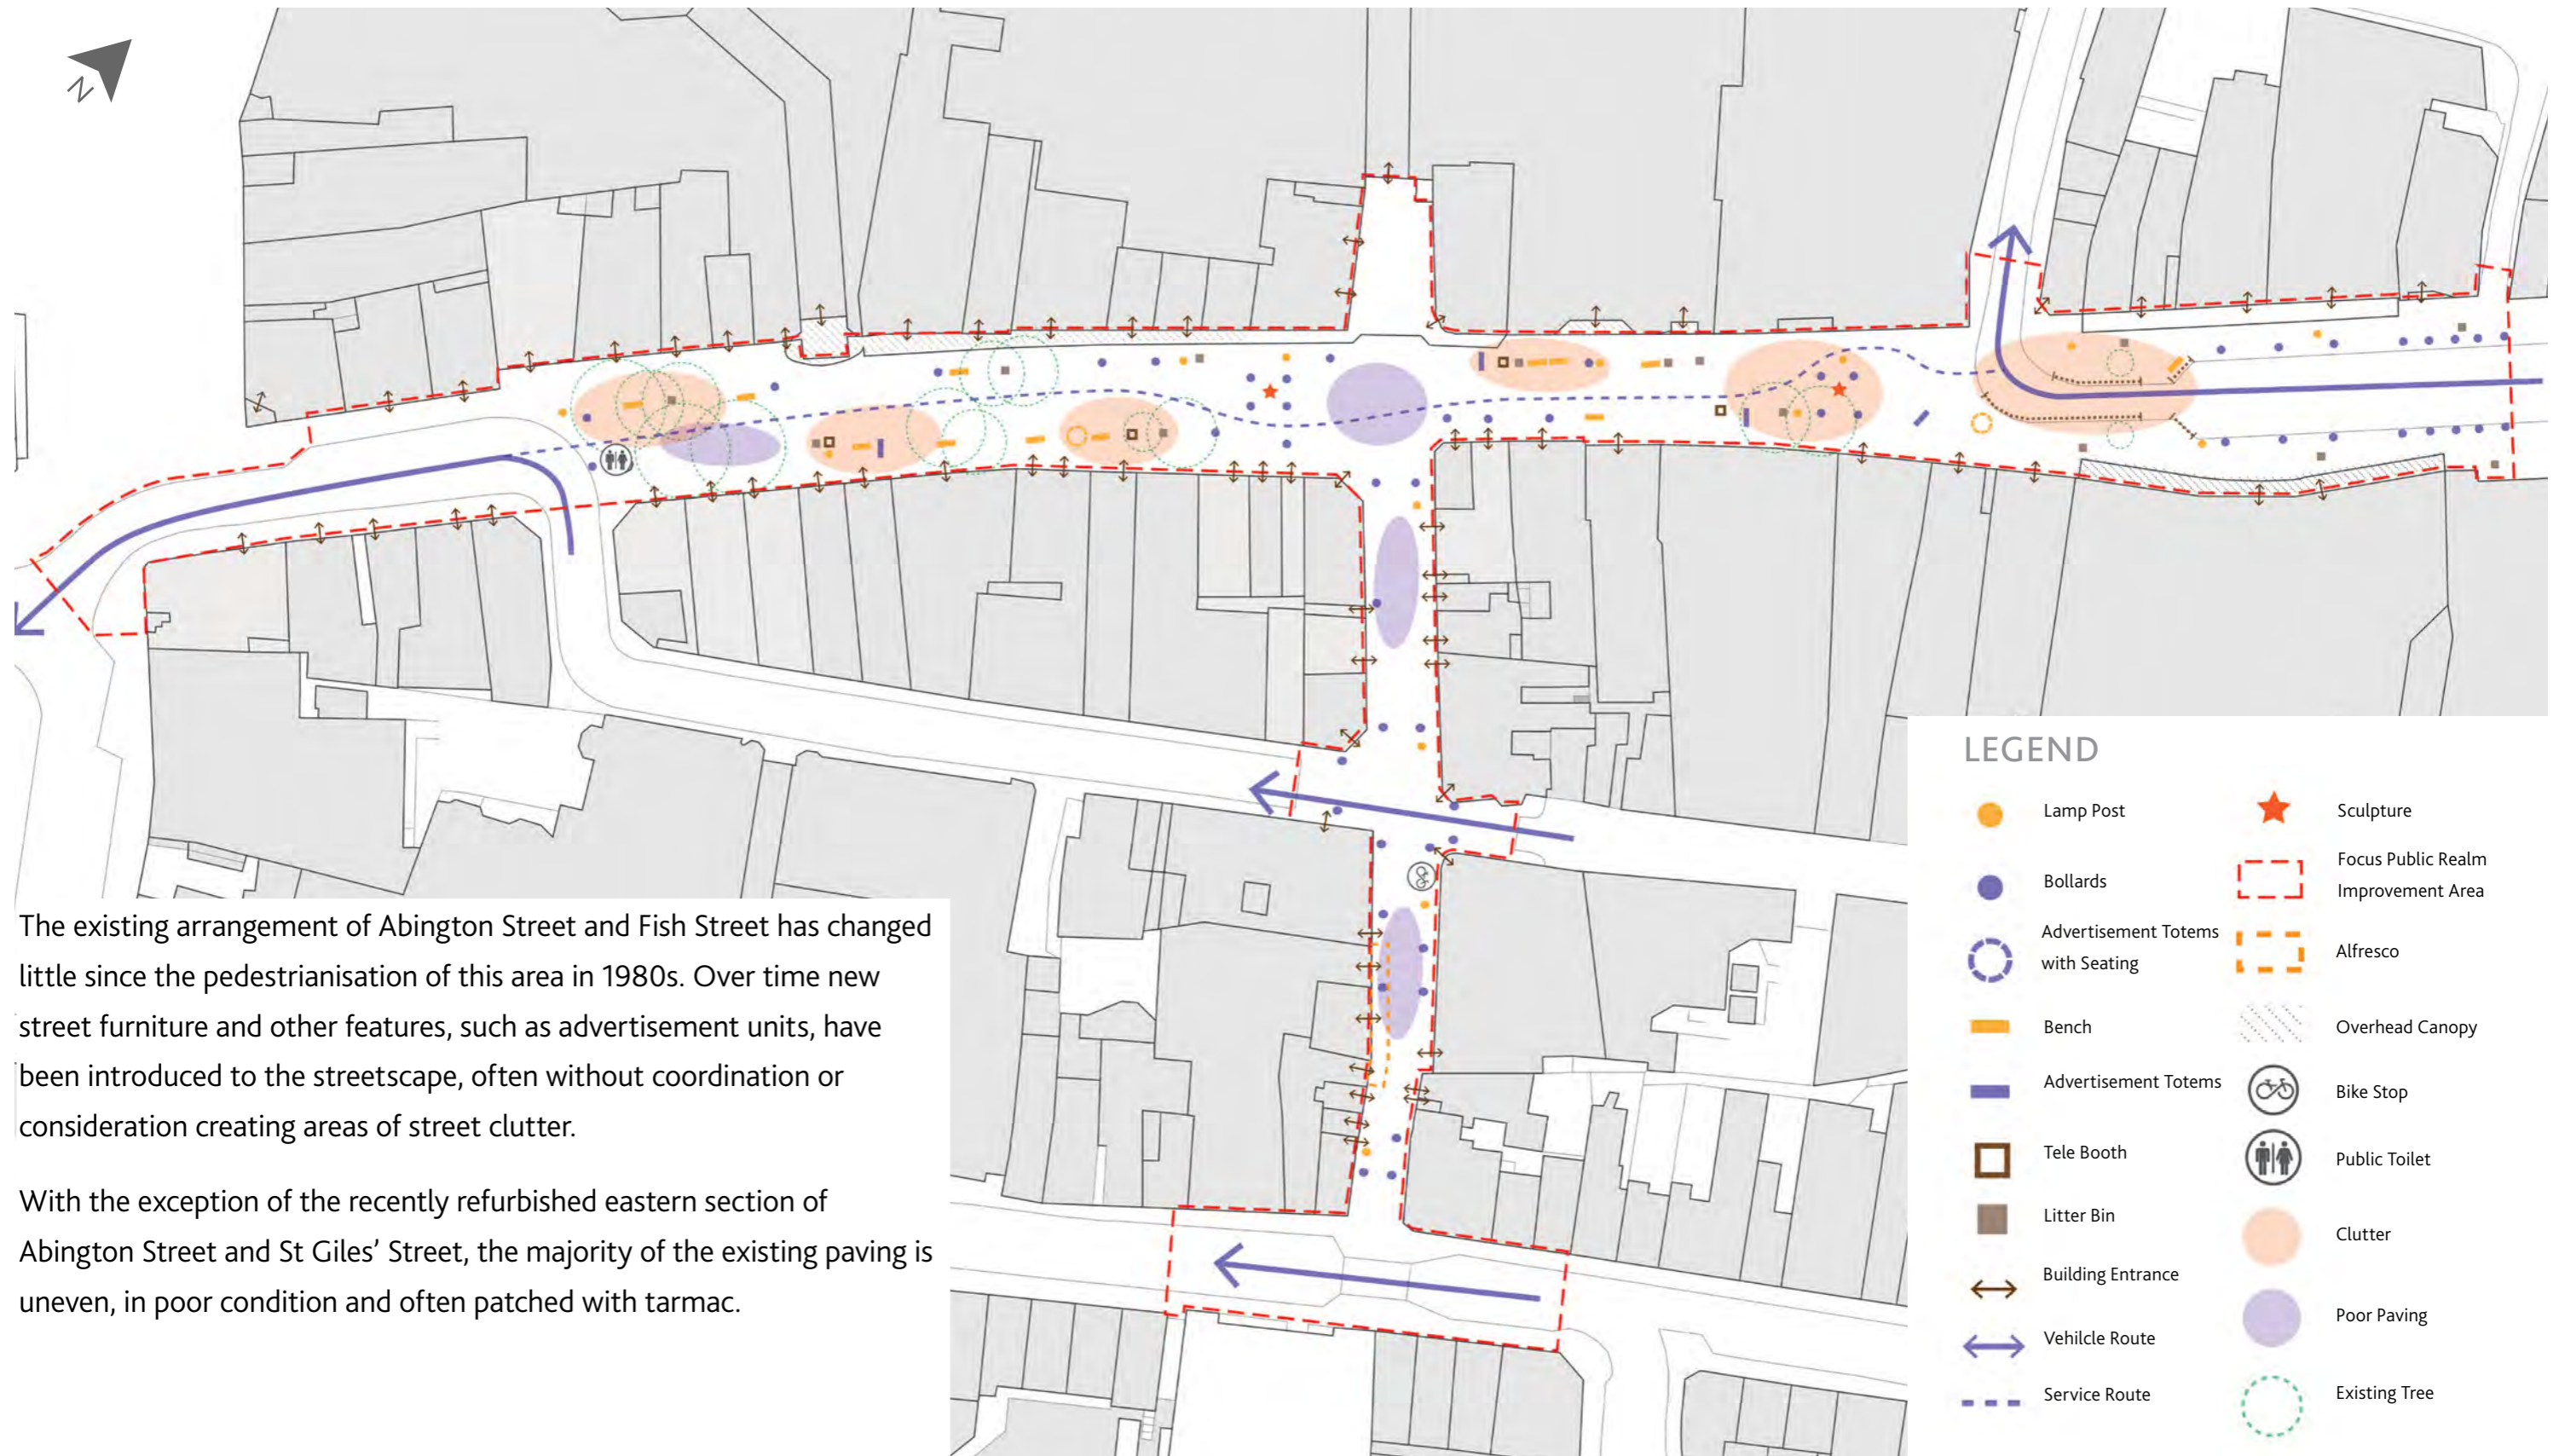 N
The existing arrangement of Abington Street and Fish Street has changed
little since the pedestrianisation of this area in 1980s. Over time new
street furniture and other features, such as advertisement units, have
been introduced to the streetscape, often without coordination or
consideration creating areas of street clutter.
With the exception of the recently refurbished eastern section of
Abington Street and St Giles’ Street, the majority of the existing paving is
uneven, in poor condition and often patched with tarmac.
LEGEND
Lamp Post
Bollards
Advertisement Totems
with Seating
Bench
Advertisement Totems
Tele Booth
Litter Bin
Building Entrance
Vehilcle Route
Service Route
Sculpture
Focus Public Realm
Improvement Area
Alfresco
Overhead Canopy
Bike Stop
Public Toilet
Clutter
Poor Paving
Existing Tree